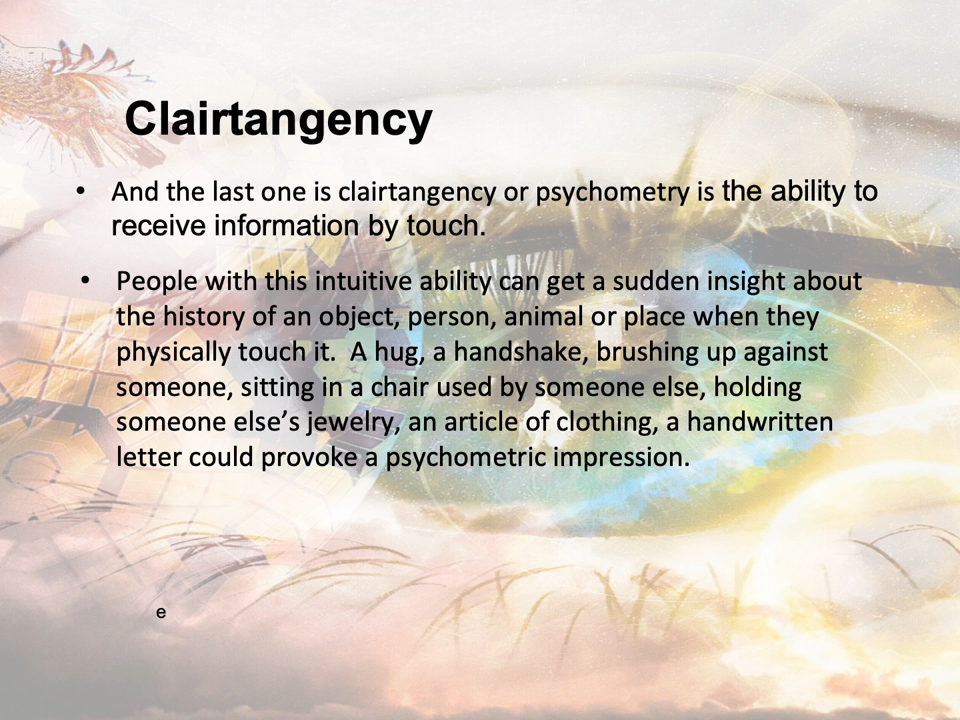 Clairtangency
• And the last one is clairtangency or psychometry is the ability to
receive information by touch.
• People with this intuitive ability can get a sudden insight about
the history of an object, person, animal or place when they
physically touch it.  A hug, a handshake, brushing up against
someone, sitting in a chair used by someone else, holding
someone else’s jewelry, an article of clothing, a handwritten
letter could provoke a psychometric impression.
e